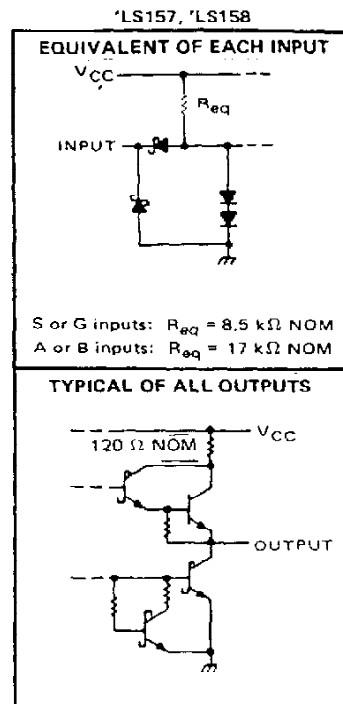 'LS157, 'LS158
EQUIVALENT OF EACH INPUT
VCC
Req
INPUT
S or G inputs: Req = 8.5 kΩ NOM
A or B inputs: Req = 17 kΩ NOM
TYPICAL OF ALL OUTPUTS
VCC
120 Ω NOM
OUTPUT